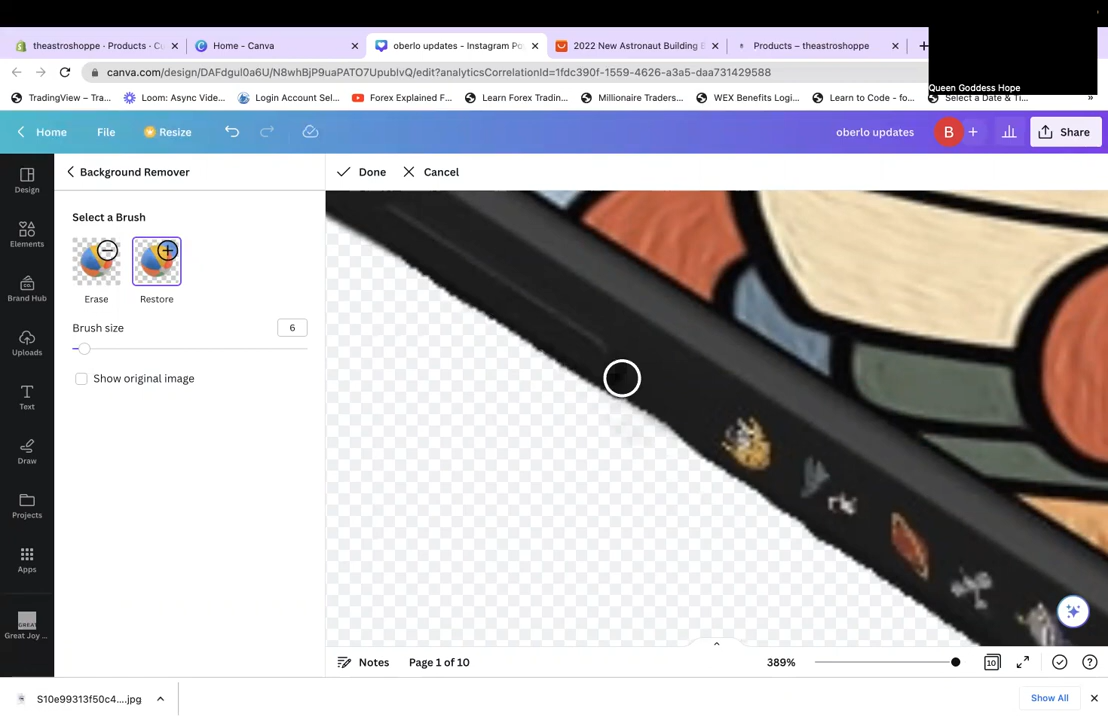 theastroshoppe · Products · Cu
Home - Canva
oberlo updates - Instagram Po
2022 New Astronaut Building B
Products – theastroshoppe
canva.com/design/DAFdgul0a6U/N8whBjP9uaPATO7UpublvQ/edit?analyticsCorrelationId=1fdc390f-1559-4626-a3a5-daa731429588
Queen Goddess Hope
TradingView – Tra...
Loom: Async Vide...
Login Account Sel...
Forex Explained F...
Learn Forex Tradin...
Millionaire Traders...
WEX Benefits Logi...
Learn to Code - fo...
Select a Date & Ti...
Home
File
Resize
oberlo updates
B
Share
Design
Elements
Brand Hub
Uploads
Text
Draw
Projects
Apps
GREAT
Great Joy ...
Background Remover
Done
Cancel
Select a Brush
Erase
Restore
Brush size
6
Show original image
Notes
Page 1 of 10
389%
10
S10e99313f50c4....jpg
Show All